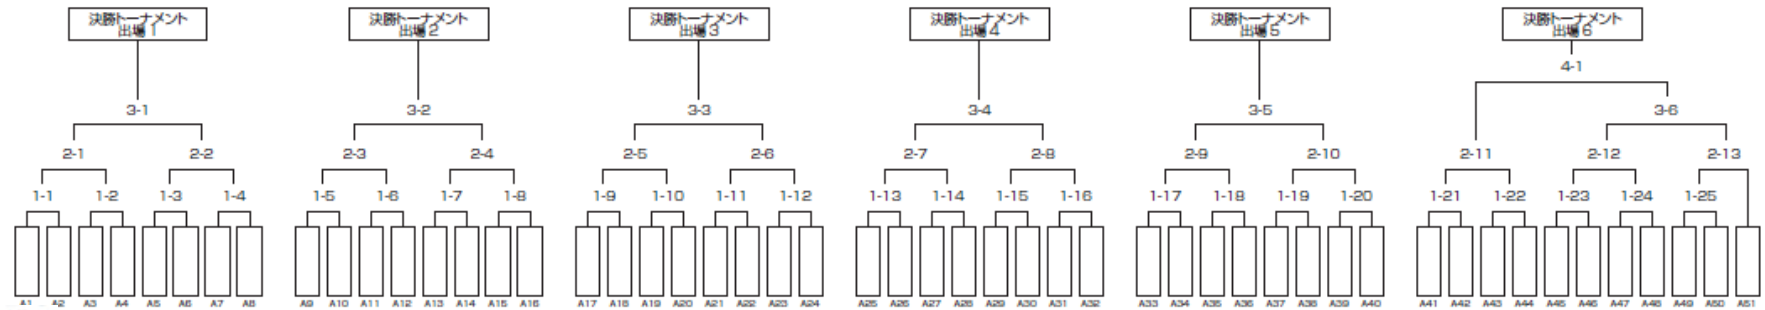 決勝トーナメント
出場1
決勝トーナメント
出場2
決勝トーナメント
出場3
決勝トーナメント
出場4
決勝トーナメント
出場5
決勝トーナメント
出場6
4-1
3-1 3-2 3-3 3-4 3-5 3-6
2-1 2-2 2-3 2-4 2-5 2-6 2-7 2-8 2-9 2-10 2-11 2-12 2-13
1-1 1-2 1-3 1-4 1-5 1-6 1-7 1-8 1-9 1-10 1-11 1-12 1-13 1-14 1-15 1-16 1-17 1-18 1-19 1-20 1-21 1-22 1-23 1-24 1-25
A1 A2 A3 A4 A5 A6 A7 A8 A9 A10 A11 A12 A13 A14 A15 A16 A17 A18 A19 A20 A21 A22 A23 A24 A25 A26 A27 A28 A29 A30 A31 A32 A33 A34 A35 A36 A37 A38 A39 A40 A41 A42 A43 A44 A45 A46 A47 A48 A49 A50 A51